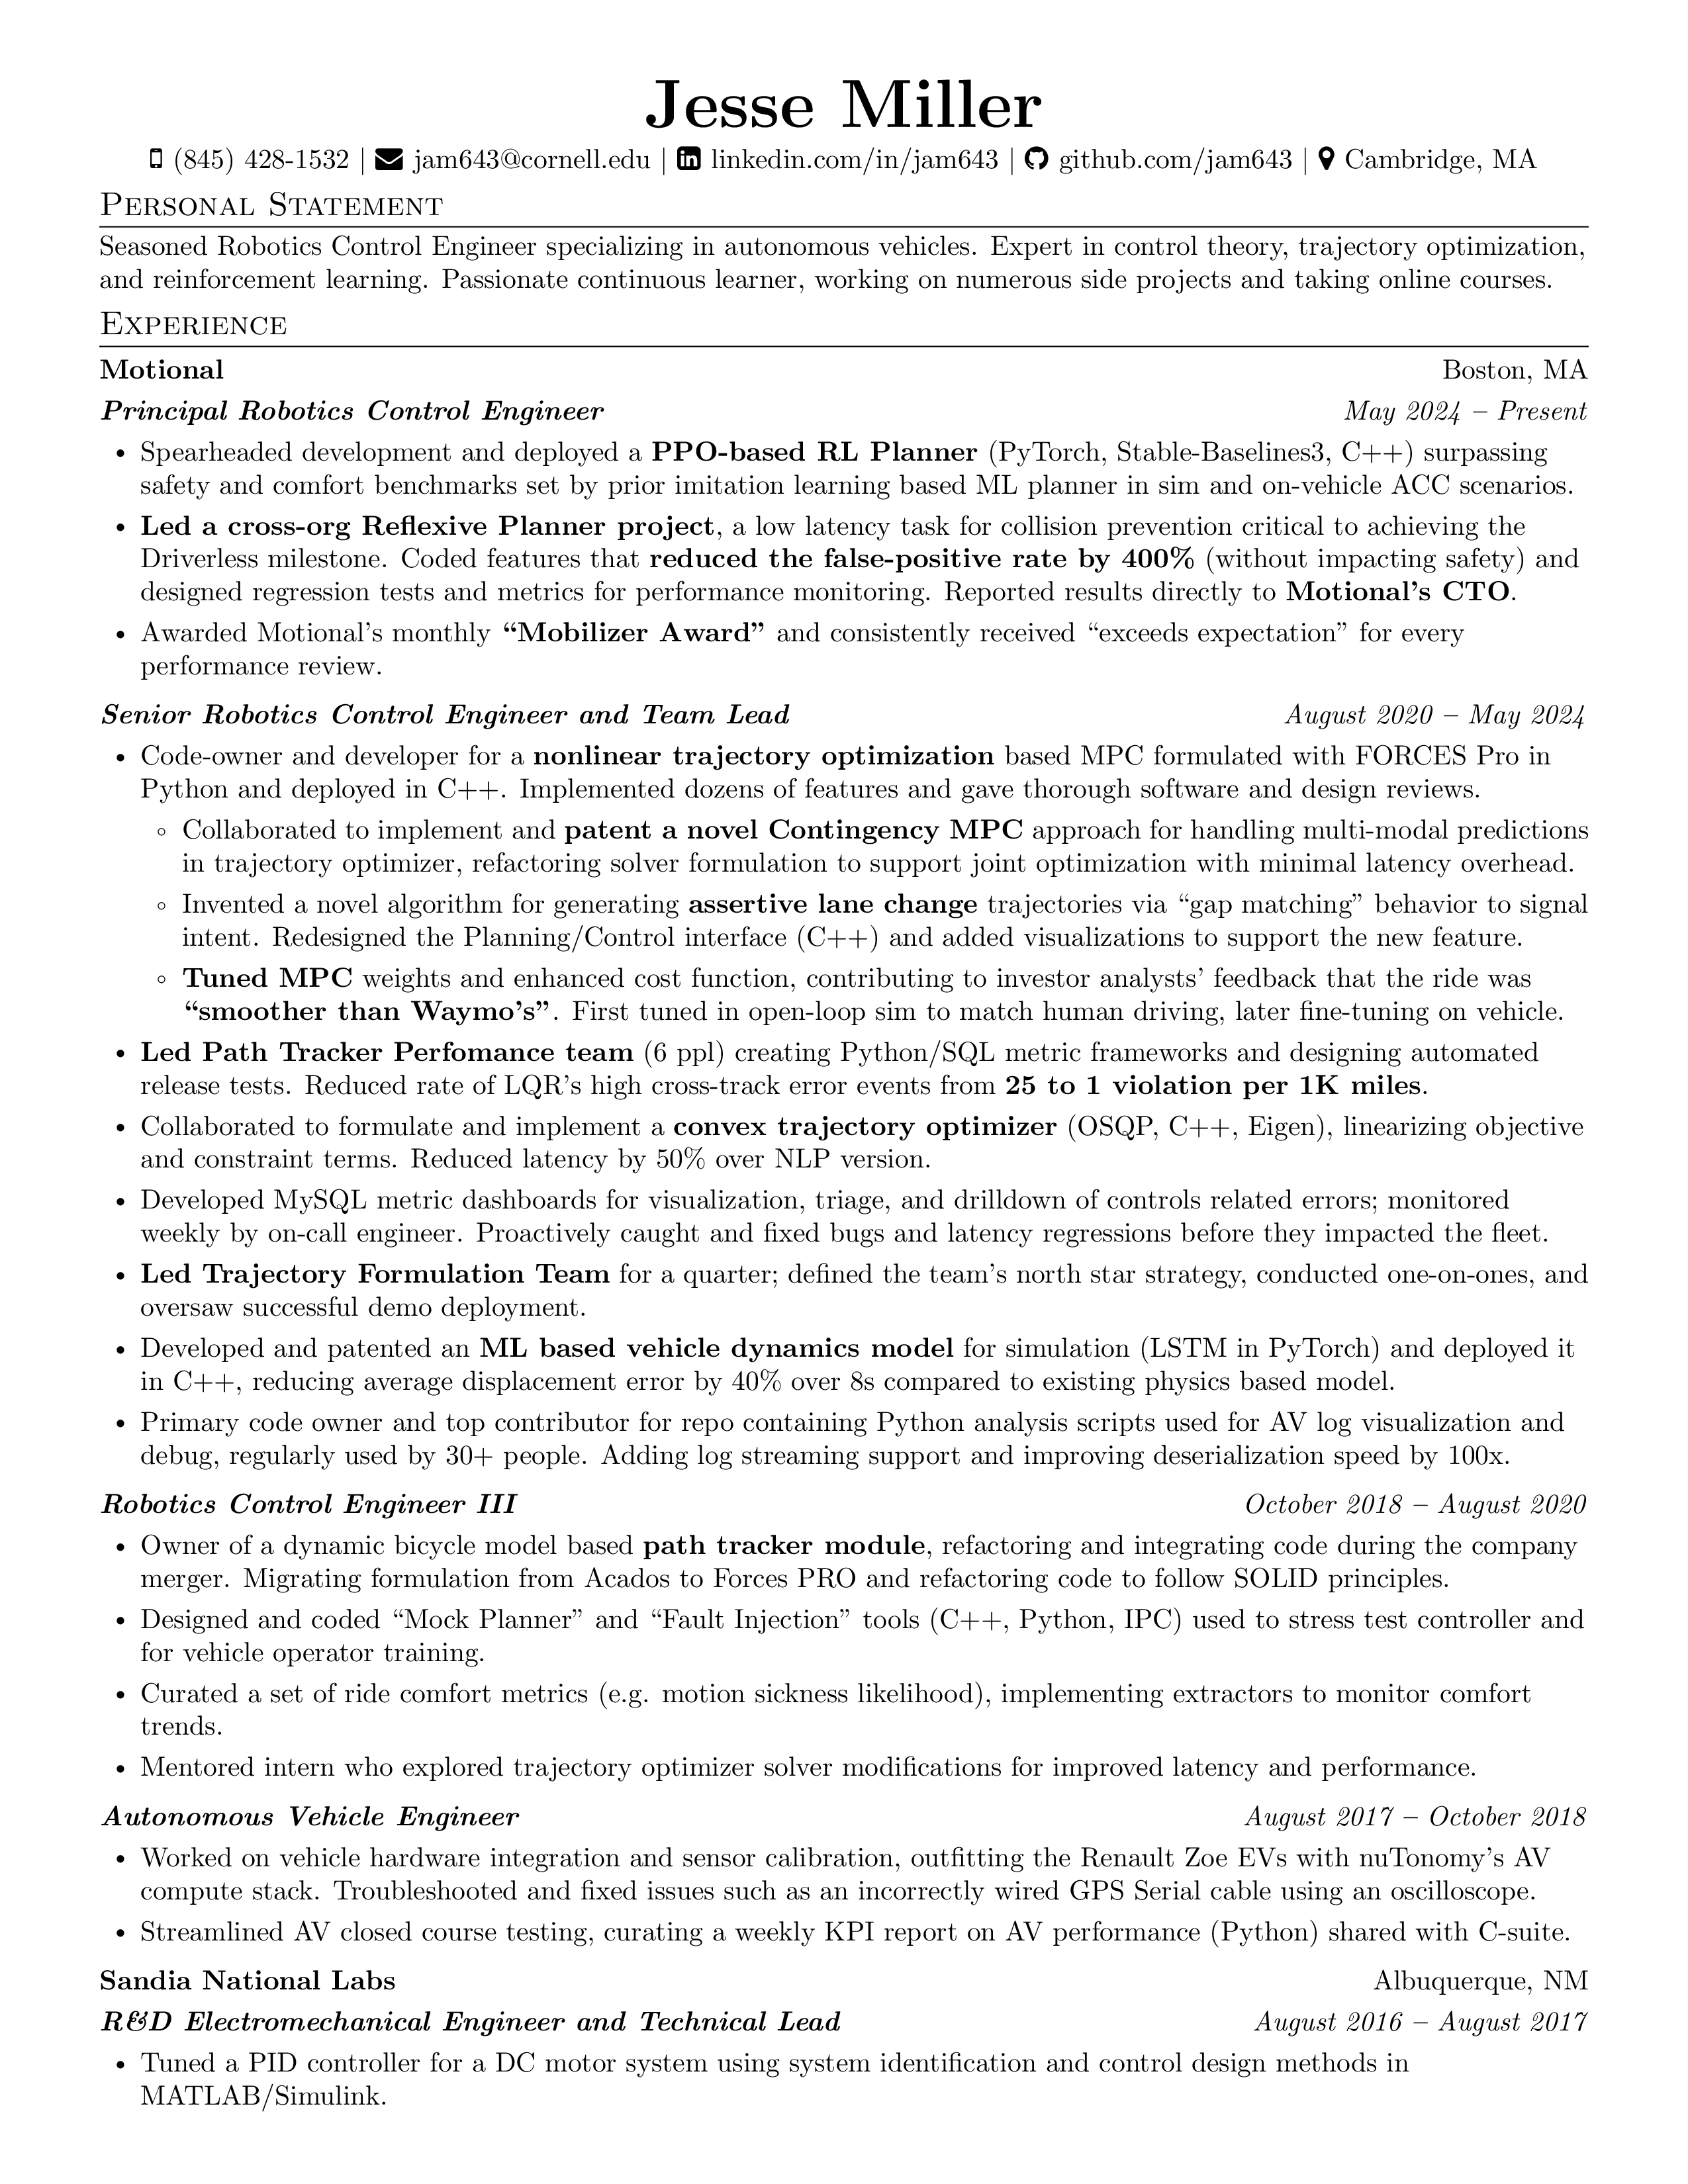 Jesse Miller
(845) 428-1532 | jam643@cornell.edu | linkedin.com/in/jam643 | github.com/jam643 | Cambridge, MA
Personal Statement
Seasoned Robotics Control Engineer specializing in autonomous vehicles. Expert in control theory, trajectory optimization,
and reinforcement learning. Passionate continuous learner, working on numerous side projects and taking online courses.
Experience
Motional Boston, MA
Principal Robotics Control Engineer May 2024 – Present
• Spearheaded development and deployed a PPO-based RL Planner (PyTorch, Stable-Baselines3, C++) surpassing
safety and comfort benchmarks set by prior imitation learning based ML planner in sim and on-vehicle ACC scenarios.
• Led a cross-org Reflexive Planner project, a low latency task for collision prevention critical to achieving the
Driverless milestone. Coded features that reduced the false-positive rate by 400% (without impacting safety) and
designed regression tests and metrics for performance monitoring. Reported results directly to Motional's CTO.
• Awarded Motional's monthly “Mobilizer Award” and consistently received “exceeds expectation” for every
performance review.
Senior Robotics Control Engineer and Team Lead August 2020 – May 2024
• Code-owner and developer for a nonlinear trajectory optimization based MPC formulated with FORCES Pro in
Python and deployed in C++. Implemented dozens of features and gave thorough software and design reviews.
◦ Collaborated to implement and patent a novel Contingency MPC approach for handling multi-modal predictions
in trajectory optimizer, refactoring solver formulation to support joint optimization with minimal latency overhead.
◦ Invented a novel algorithm for generating assertive lane change trajectories via “gap matching” behavior to signal
intent. Redesigned the Planning/Control interface (C++) and added visualizations to support the new feature.
◦ Tuned MPC weights and enhanced cost function, contributing to investor analysts' feedback that the ride was
“smoother than Waymo's”. First tuned in open-loop sim to match human driving, later fine-tuning on vehicle.
• Led Path Tracker Perfomance team (6 ppl) creating Python/SQL metric frameworks and designing automated
release tests. Reduced rate of LQR's high cross-track error events from 25 to 1 violation per 1K miles.
• Collaborated to formulate and implement a convex trajectory optimizer (OSQP, C++, Eigen), linearizing objective
and constraint terms. Reduced latency by 50% over NLP version.
• Developed MySQL metric dashboards for visualization, triage, and drilldown of controls related errors; monitored
weekly by on-call engineer. Proactively caught and fixed bugs and latency regressions before they impacted the fleet.
• Led Trajectory Formulation Team for a quarter; defined the team's north star strategy, conducted one-on-ones, and
oversaw successful demo deployment.
• Developed and patented an ML based vehicle dynamics model for simulation (LSTM in PyTorch) and deployed it
in C++, reducing average displacement error by 40% over 8s compared to existing physics based model.
• Primary code owner and top contributor for repo containing Python analysis scripts used for AV log visualization and
debug, regularly used by 30+ people. Adding log streaming support and improving deserialization speed by 100x.
Robotics Control Engineer III October 2018 – August 2020
• Owner of a dynamic bicycle model based path tracker module, refactoring and integrating code during the company
merger. Migrating formulation from Acados to Forces PRO and refactoring code to follow SOLID principles.
• Designed and coded “Mock Planner” and “Fault Injection” tools (C++, Python, IPC) used to stress test controller and
for vehicle operator training.
• Curated a set of ride comfort metrics (e.g. motion sickness likelihood), implementing extractors to monitor comfort
trends.
• Mentored intern who explored trajectory optimizer solver modifications for improved latency and performance.
Autonomous Vehicle Engineer August 2017 – October 2018
• Worked on vehicle hardware integration and sensor calibration, outfitting the Renault Zoe EVs with nuTonomy's AV
compute stack. Troubleshooted and fixed issues such as an incorrectly wired GPS Serial cable using an oscilloscope.
• Streamlined AV closed course testing, curating a weekly KPI report on AV performance (Python) shared with C-suite.
Sandia National Labs Albuquerque, NM
R&D Electromechanical Engineer and Technical Lead August 2016 – August 2017
• Tuned a PID controller for a DC motor system using system identification and control design methods in
MATLAB/Simulink.